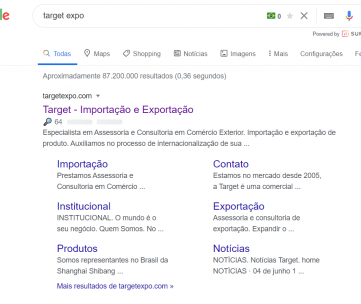 target expo
0
Powered by SUR
Todas Maps Shopping Notícias Imagens Mais Configurações Fe
Aproximadamente 87.200.000 resultados (0,36 segundos)
targetexpo.com
Target - Importação e Exportação
64
Especialista em Assessoria e Consultoria em Comércio Exterior. Importação e exportação de
produto. Auxiliamos no processo de internacionalização de sua ...
Importação Contato
Prestamos Assessoria e Estamos no mercado desde 2005,
Consultoria em Comércio ... a Target é uma comercial ...
Institucional Exportação
INSTITUCIONAL. O mundo é o Assessoria e consultoria de
seu negócio. Quem Somos. No ... exportação. Expandir o ...
Produtos Notícias
Somos representantes no Brasil da NOTÍCIAS. Notícias Target. home
Shanghai Shibang ... NOTÍCIAS · 04 de junho 1 ...
Mais resultados de targetexpo.com »